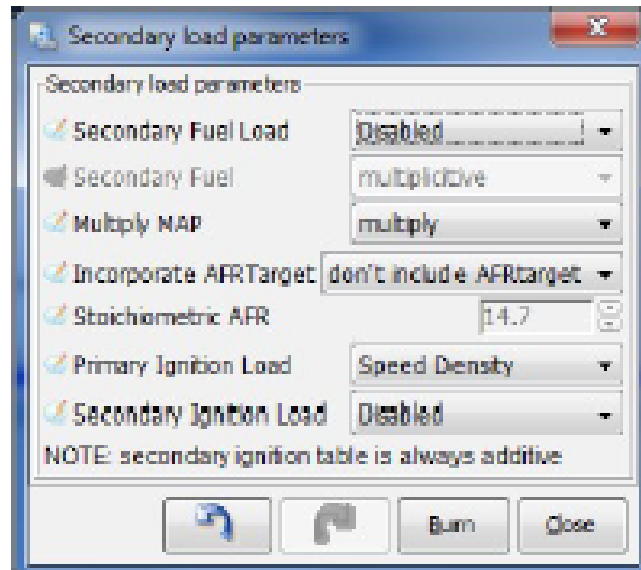 Secondary load parameters
Secondary load parameters
Secondary Fuel Load Disabled
Secondary Fuel multiplicitive
Multiply MAP multiply
Incorporate AFRTarget don't include AFRtarget
Stoichiometric AFR 14.7
Primary Ignition Load Speed Density
Secondary Ignition Load Disabled
NOTE: secondary ignition table is always additive
Burn Close